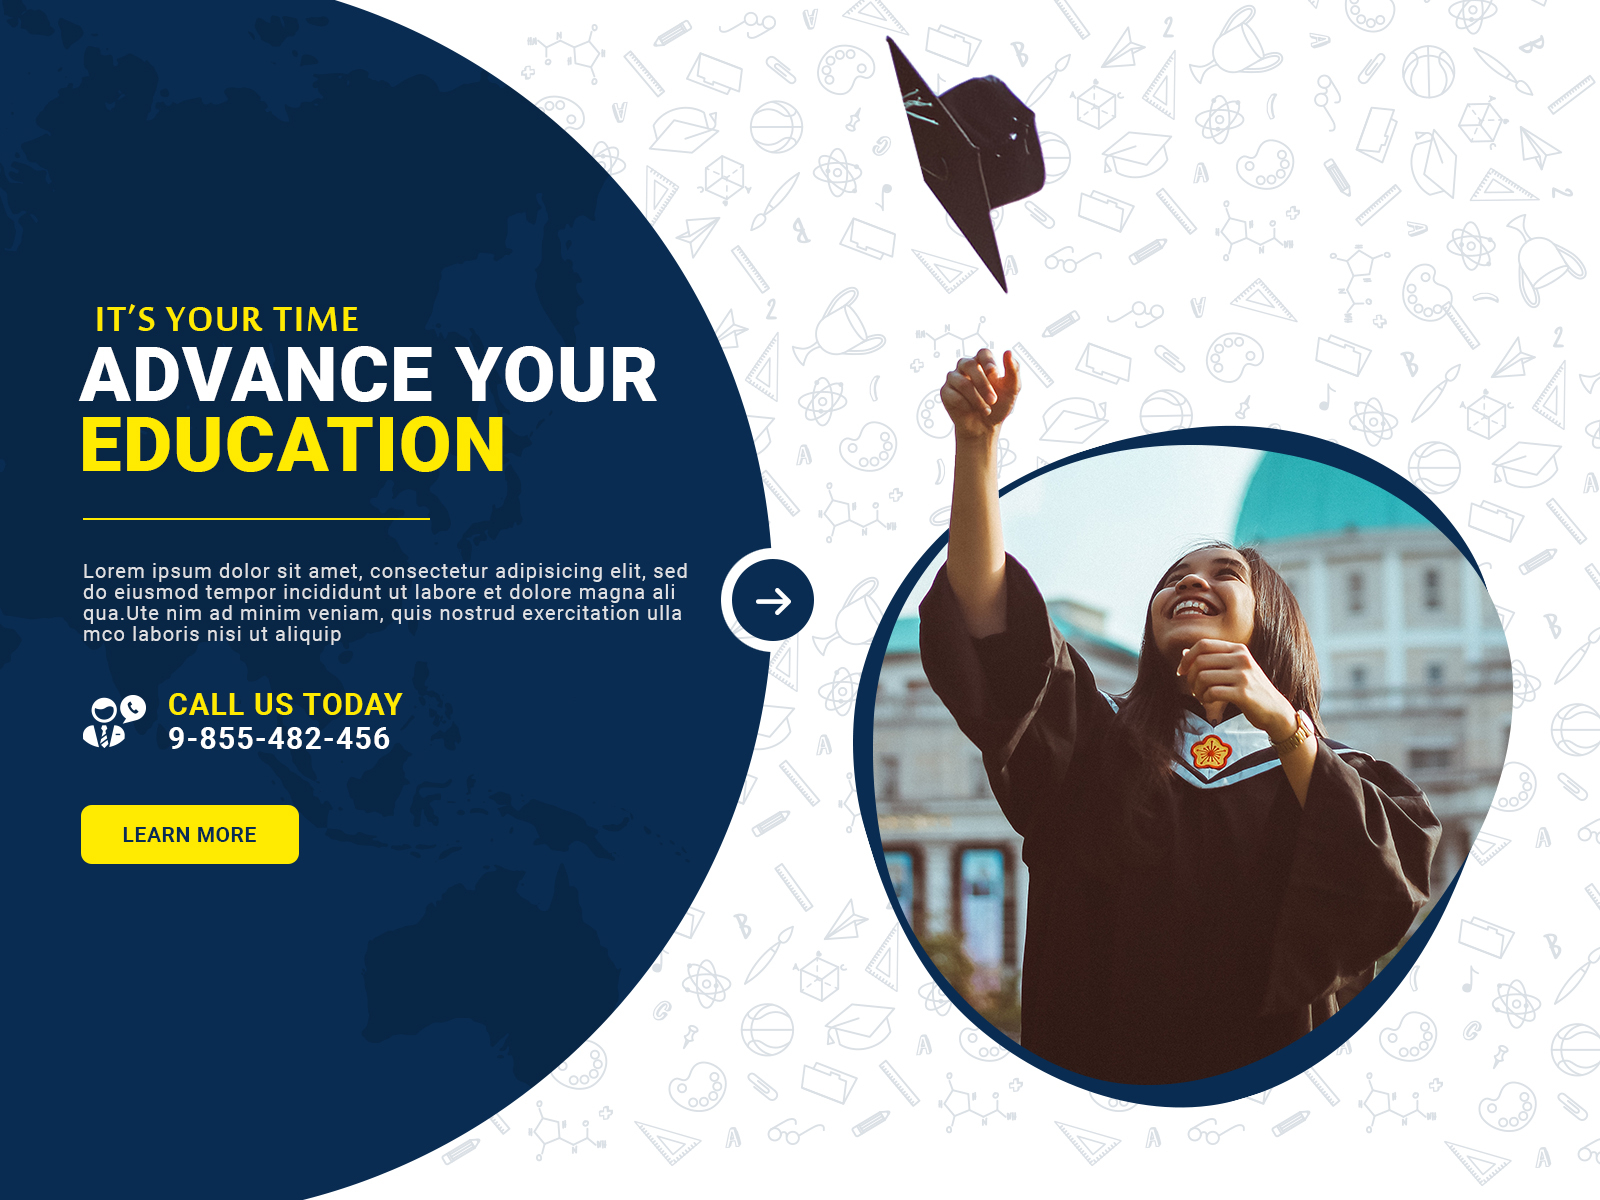 IT'S YOUR TIME
ADVANCE YOUR
EDUCATION
Lorem ipsum dolor sit amet, consectetur adipisicing elit, sed
do eiusmod tempor incididunt ut labore et dolore magna ali
qua.Ute nim ad minim veniam, quis nostrud exercitation ulla
mco laboris nisi ut aliquip
CALL US TODAY
9-855-482-456
LEARN MORE